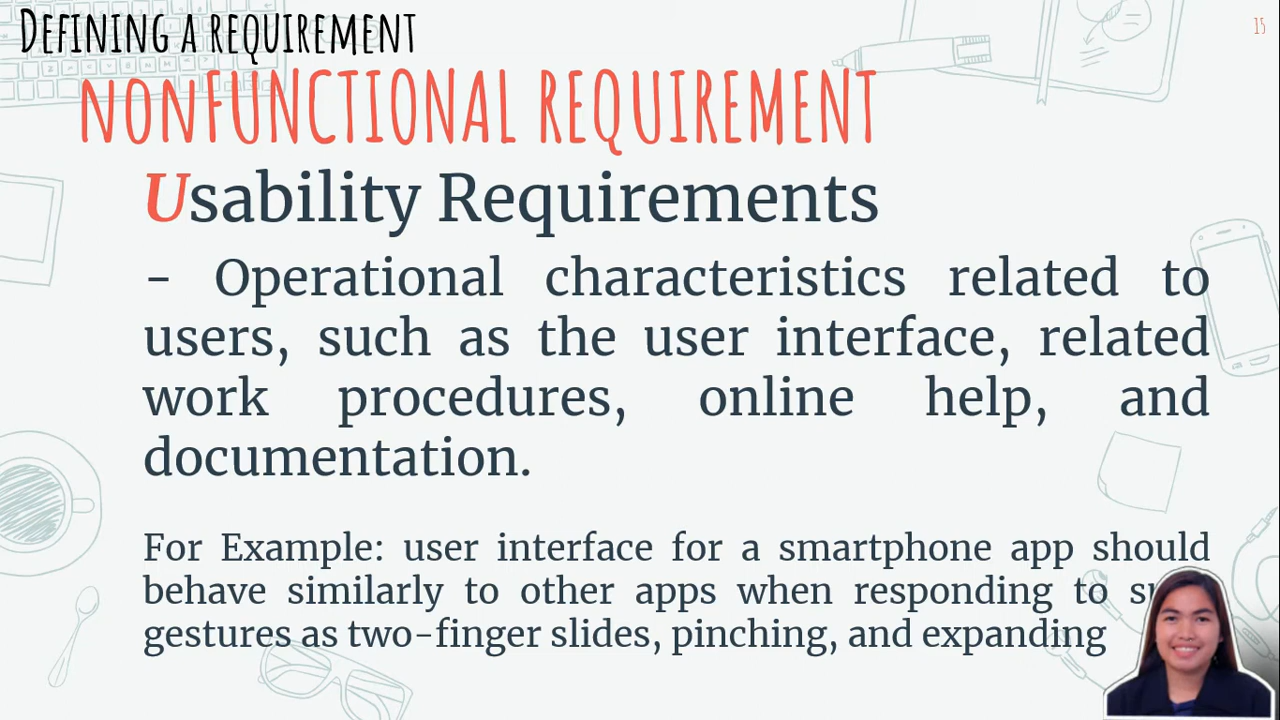 Defining a requirement
15
nonFUNCTIONAL REQUIREMENT
Usability Requirements
- Operational characteristics related to
users, such as the user interface, related
work procedures, online help, and
documentation.
For Example: user interface for a smartphone app should
behave similarly to other apps when responding to
gestures as two-finger slides, pinching, and expanding